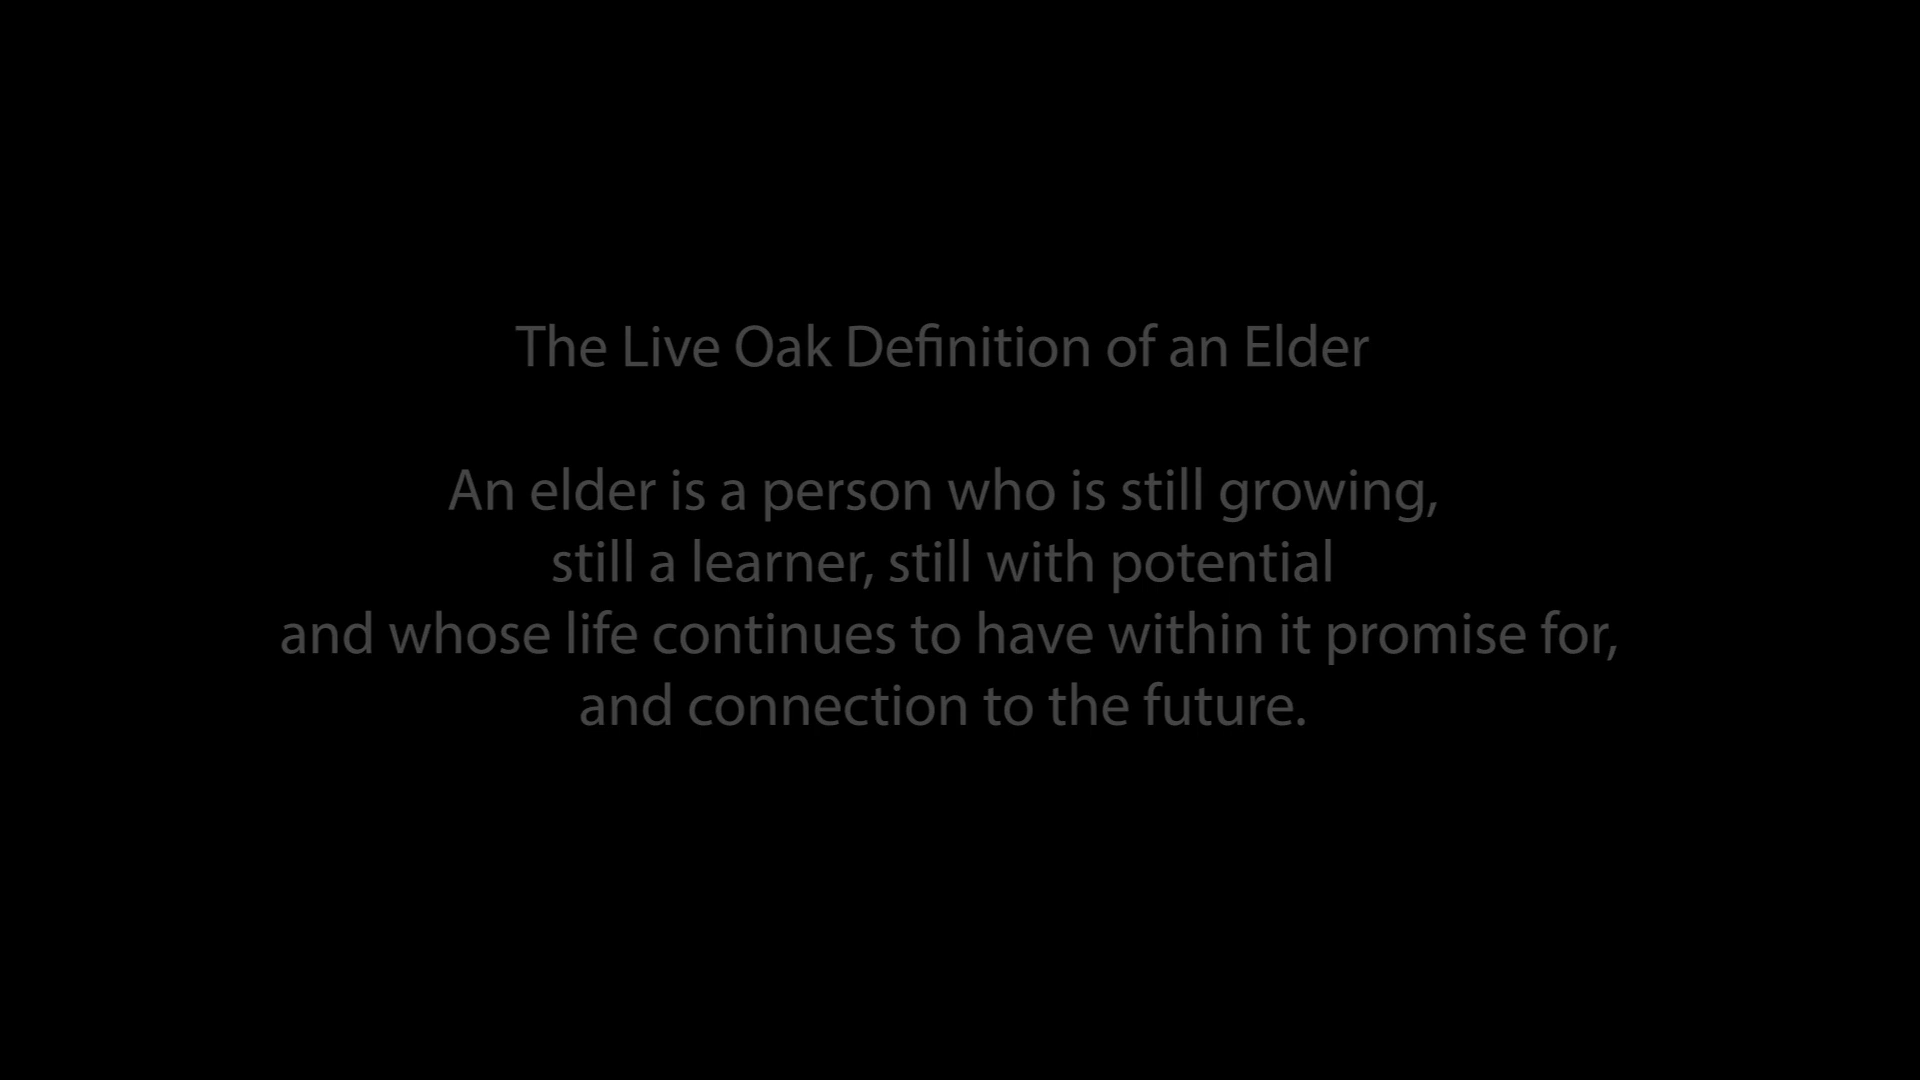 The Live Oak Definition of an Elder
An elder is a person who is still growing,
still a learner, still with potential
and whose life continues to have within it promise for,
and connection to the future.